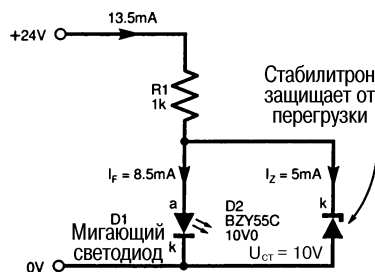 13.5mA
+24V
R1
1k
Стабилитрон
защищает от
перегрузки
I_F = 8.5mA
I_Z = 5mA
a
k
D1
D2
BZY55C
10V0
Мигающий
светодиод
k
U_СТ = 10V
0V